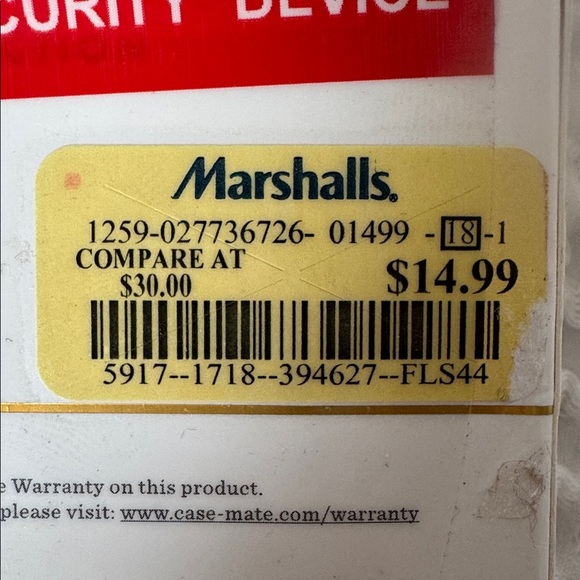 SECURITY DEVICE
Marshalls.
1259-027736726- 01499 -18-1
COMPARE AT
$30.00
$14.99
5917--1718--394627--FLS44
Warranty on this product.
please visit: www.case-mate.com/warranty